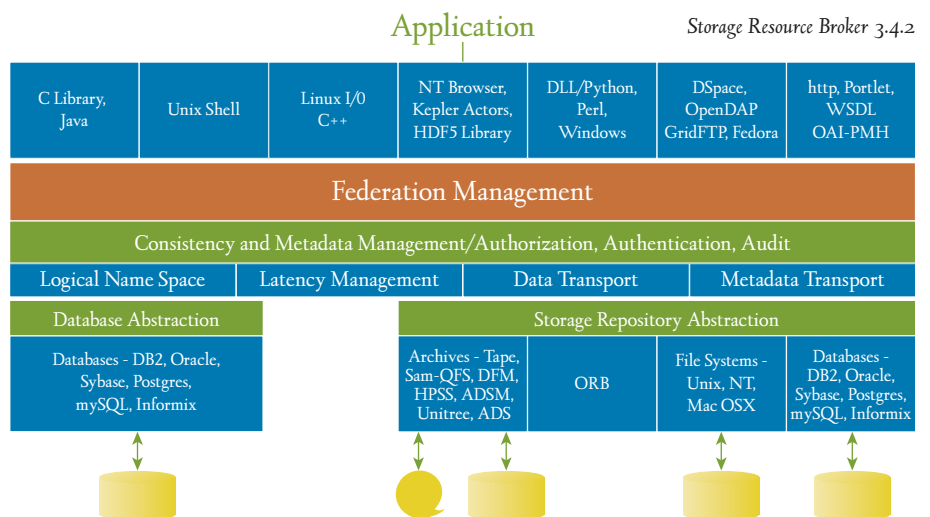 Application
Storage Resource Broker 3.4.2
C Library,
Java
Unix Shell
Linux I/0
C++
NT Browser,
Kepler Actors,
HDF5 Library
DLL/Python,
Perl,
Windows
DSpace,
OpenDAP
GridFTP, Fedora
http, Portlet,
WSDL
OAI-PMH
Federation Management
Consistency and Metadata Management/Authorization, Authentication, Audit
Logical Name Space
Latency Management
Data Transport
Metadata Transport
Database Abstraction
Storage Repository Abstraction
Databases - DB2, Oracle,
Sybase, Postgres,
mySQL, Informix
Archives - Tape,
Sam-QFS, DFM,
HPSS, ADSM,
Unitree, ADS
ORB
File Systems -
Unix, NT,
Mac OSX
Databases -
DB2, Oracle,
Sybase, Postgres,
mySQL, Informix